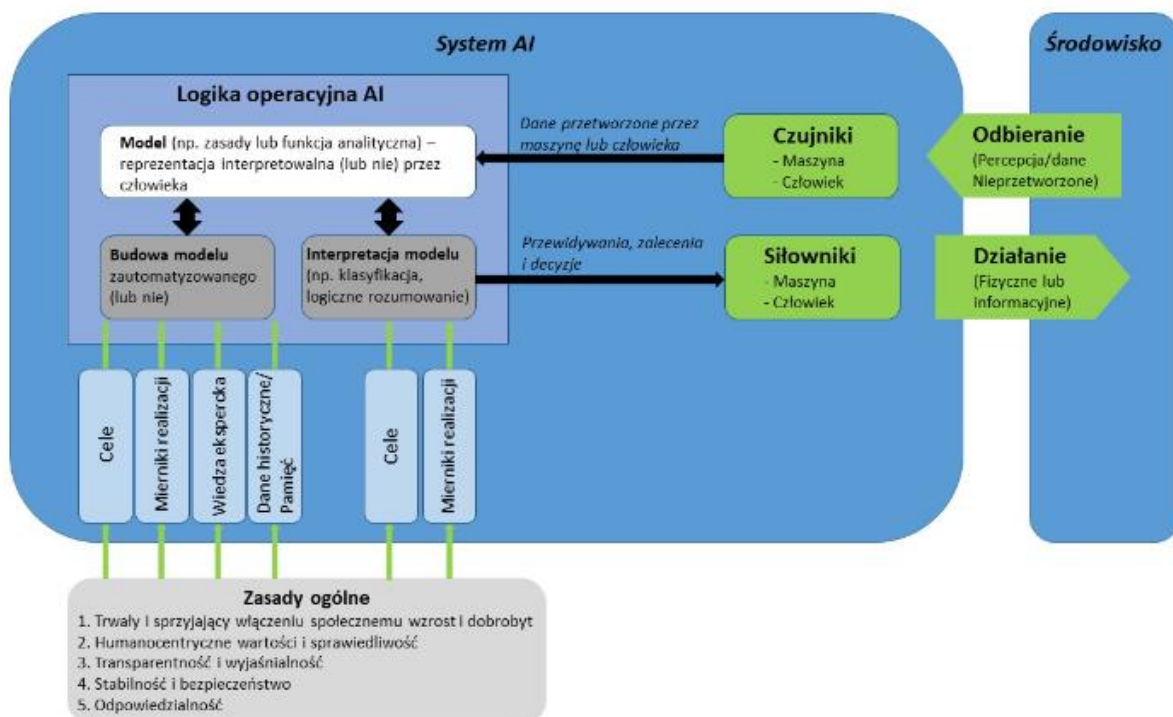 System AI
Środowisko
Logika operacyjna AI
Model (np. zasady lub funkcja analityczna) –
reprezentacja interpretowalna (lub nie) przez
człowieka
Dane przetworzone przez
maszynę lub człowieka
Czujniki
- Maszyna
- Człowiek
Odbieranie
(Percepcja/dane
Nieprzetworzone)
Budowa modelu
zautomatyzowanego
(lub nie)
Interpretacja modelu
(np. klasyfikacja,
logiczne rozumowanie)
Przewidywania, zalecenia
i decyzje
Siłowniki
- Maszyna
- Człowiek
Działanie
(Fizyczne lub
informacyjne)
Cele
Mierniki realizacji
Wiedza ekspercka
Dane historyczne/
Pamięć
Cele
Mierniki realizacji
Zasady ogólne
1. Trwały i sprzyjający włączeniu społecznemu wzrost i dobrobyt
2. Humanocentryczne wartości i sprawiedliwość
3. Transparentność i wyjaśnialność
4. Stabilność i bezpieczeństwo
5. Odpowiedzialność